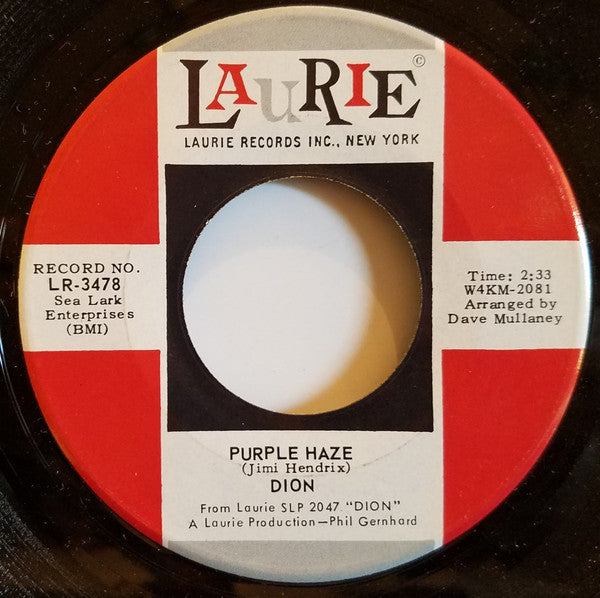 LAURIE ©
LAURIE RECORDS INC., NEW YORK
RECORD NO.
LR-3478
Sea Lark
Enterprises
(BMI)
Time: 2:33
W4KM-2081
Arranged by
Dave Mullaney
PURPLE HAZE
(Jimi Hendrix)
DION
From Laurie SLP 2047 "DION"
A Laurie Production—Phil Gernhard